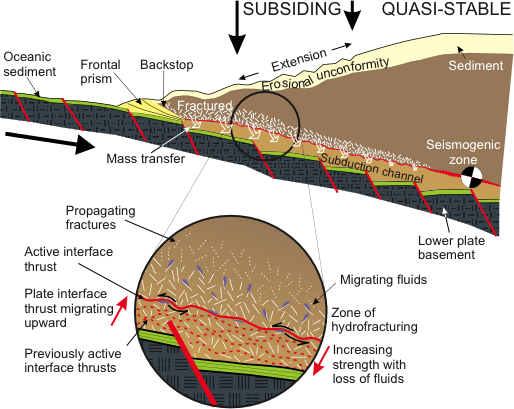 SUBSIDING
QUASI-STABLE
Oceanic
sediment
Frontal
prism
Backstop
Extension
Erosional unconformity
Sediment
Fractured
Mass transfer
Subduction channel
Seismogenic
zone
Lower plate
basement
Propagating
fractures
Active interface
thrust
Plate interface
thrust migrating
upward
Previously active
interface thrusts
Migrating fluids
Zone of
hydrofracturing
Increasing
strength with
loss of fluids